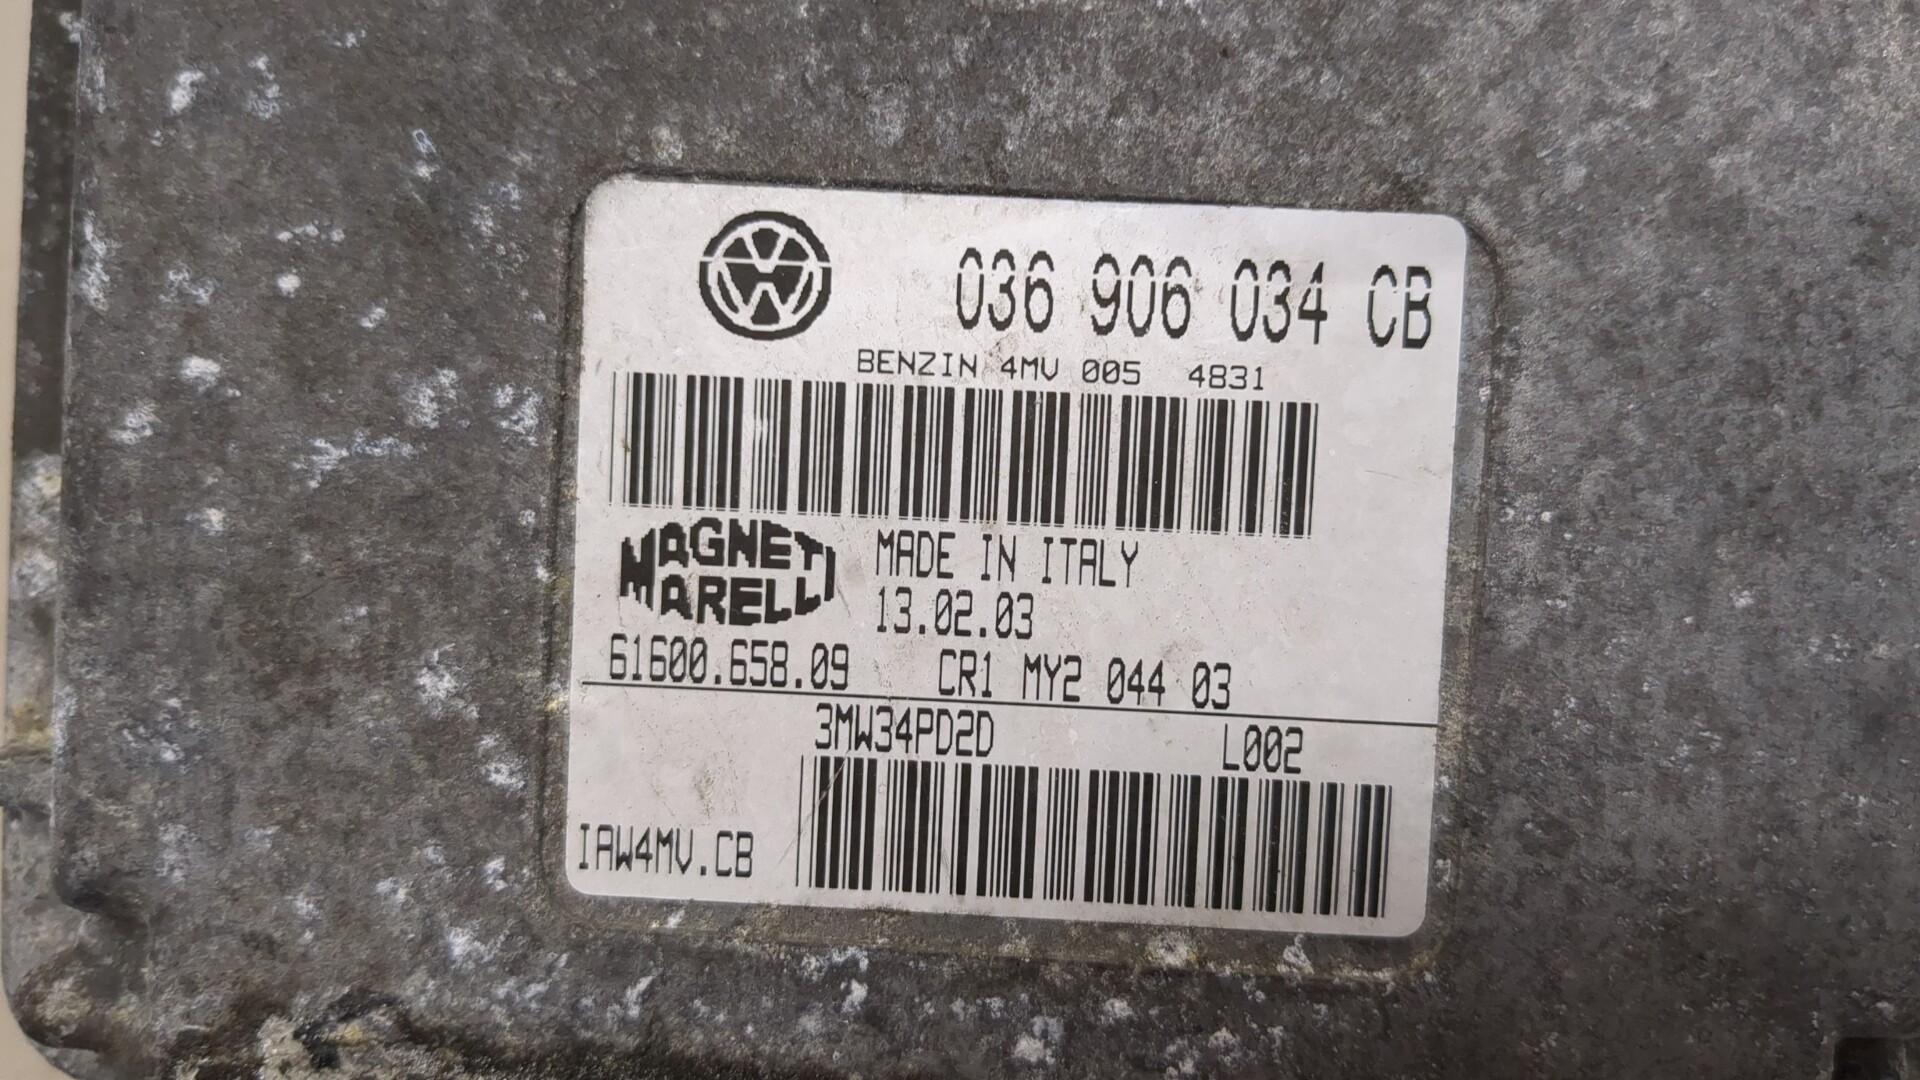 036 906 034 CB
BENZIN 4MV 005 4831
MAGNETI
MARELLI
MADE IN ITALY
13.02.03
61600.658.09 CR1 MY2 044 03
3MW34PD2D L002
IAW4MV.CB